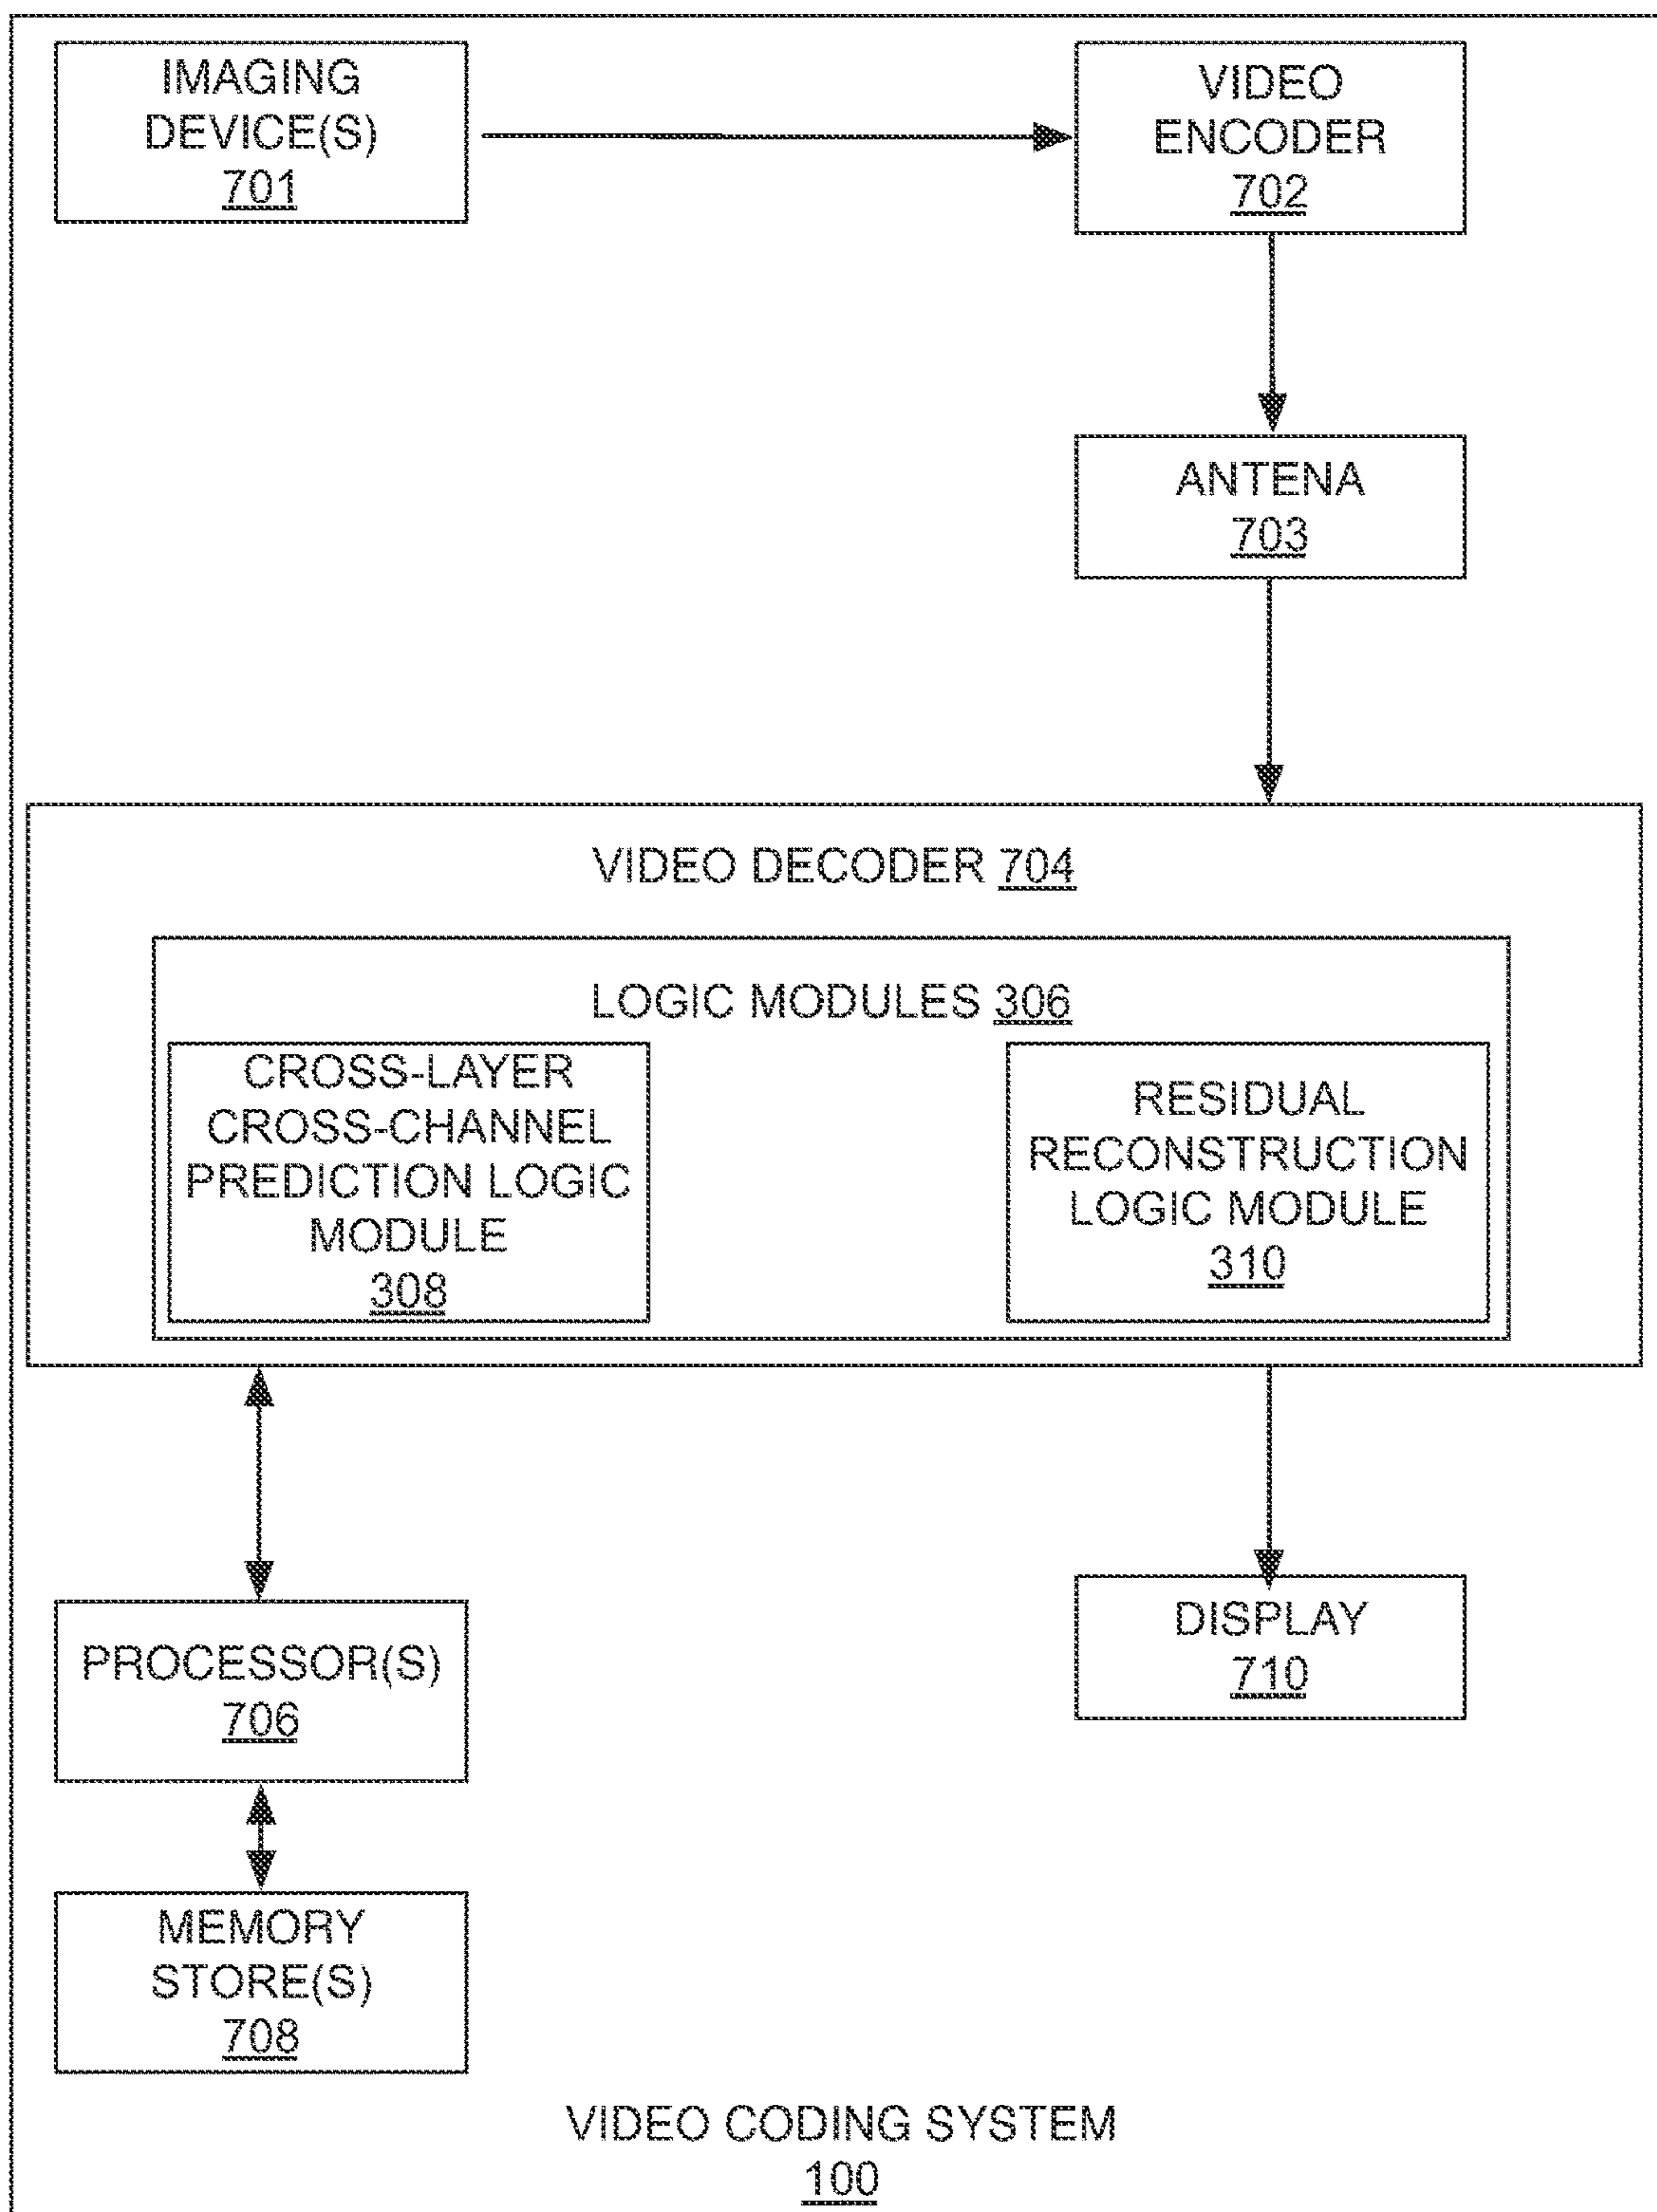 IMAGING
DEVICE(S)
701
VIDEO
ENCODER
702
ANTENA
703
VIDEO DECODER 704
LOGIC MODULES 306
CROSS-LAYER
CROSS-CHANNEL
PREDICTION LOGIC
MODULE
308
RESIDUAL
RECONSTRUCTION
LOGIC MODULE
310
PROCESSOR(S)
706
DISPLAY
710
MEMORY
STORE(S)
708
VIDEO CODING SYSTEM
100